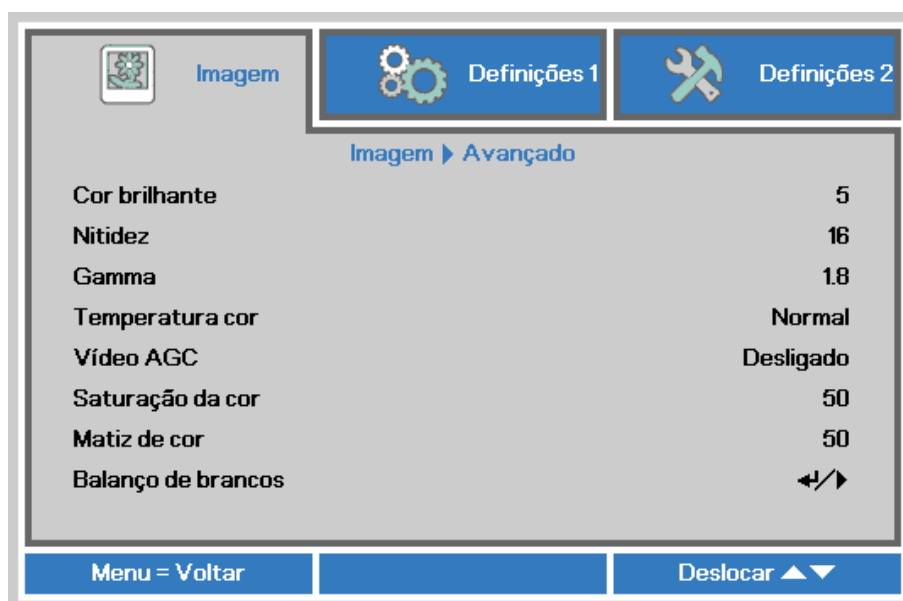 Imagem Definições 1 Definições 2
Imagem Avançado
Cor brilhante 5
Nitidez 16
Gamma 1.8
Temperatura cor Normal
Vídeo AGC Desligado
Saturação da cor 50
Matiz de cor 50
Balanço de brancos
Menu = Voltar Deslocar